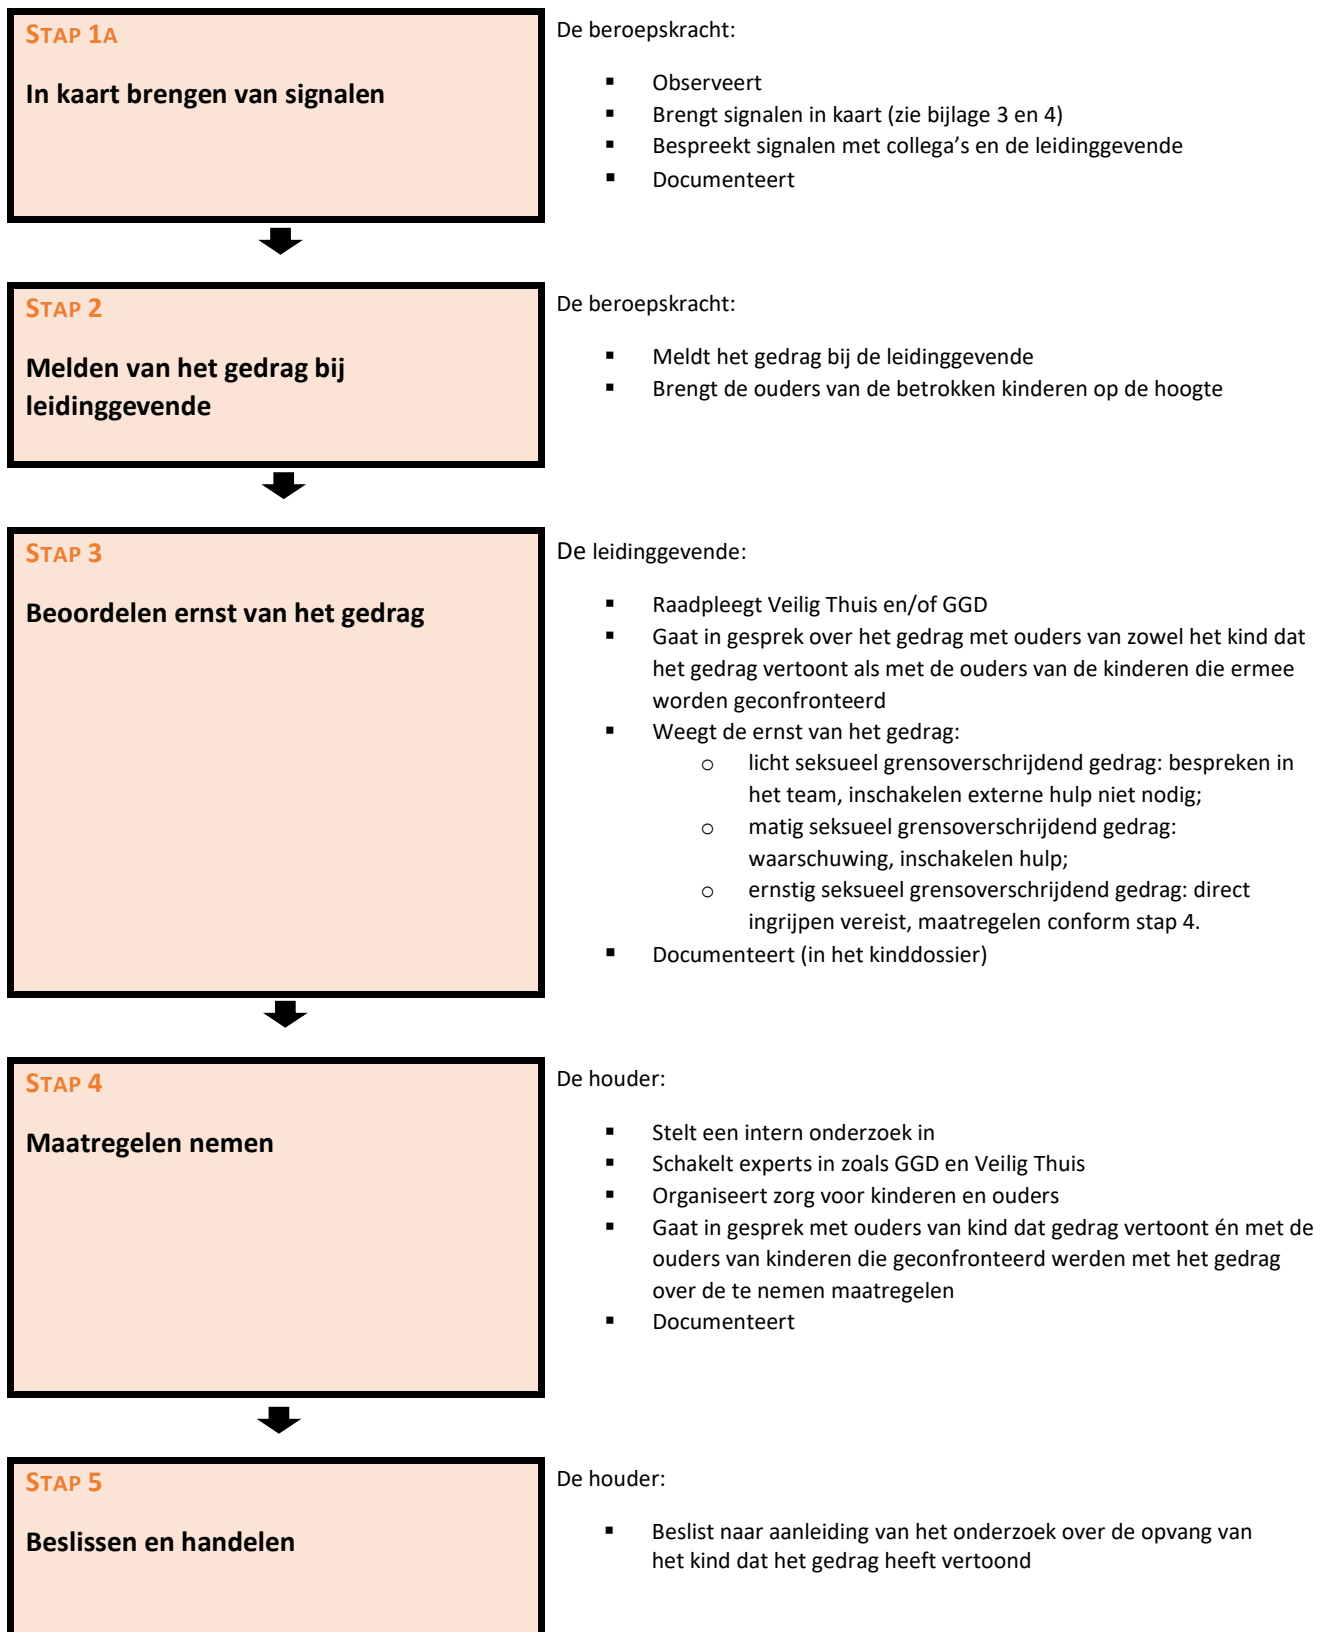 STAP 1A
In kaart brengen van signalen
De beroepskracht:
▪ Observeert
▪ Brengt signalen in kaart (zie bijlage 3 en 4)
▪ Bespreekt signalen met collega’s en de leidinggevende
▪ Documenteert
STAP 2
Melden van het gedrag bij
leidinggevende
De beroepskracht:
▪ Meldt het gedrag bij de leidinggevende
▪ Brengt de ouders van de betrokken kinderen op de hoogte
STAP 3
Beoordelen ernst van het gedrag
De leidinggevende:
▪ Raadpleegt Veilig Thuis en/of GGD
▪ Gaat in gesprek over het gedrag met ouders van zowel het kind dat
het gedrag vertoont als met de ouders van de kinderen die ermee
worden geconfronteerd
▪ Weegt de ernst van het gedrag:
o licht seksueel grensoverschrijdend gedrag: bespreken in
het team, inschakelen externe hulp niet nodig;
o matig seksueel grensoverschrijdend gedrag:
waarschuwing, inschakelen hulp;
o ernstig seksueel grensoverschrijdend gedrag: direct
ingrijpen vereist, maatregelen conform stap 4.
▪ Documenteert (in het kinddossier)
STAP 4
Maatregelen nemen
De houder:
▪ Stelt een intern onderzoek in
▪ Schakelt experts in zoals GGD en Veilig Thuis
▪ Organiseert zorg voor kinderen en ouders
▪ Gaat in gesprek met ouders van kind dat gedrag vertoont én met de
ouders van kinderen die geconfronteerd werden met het gedrag
over de te nemen maatregelen
▪ Documenteert
STAP 5
Beslissen en handelen
De houder:
▪ Beslist naar aanleiding van het onderzoek over de opvang van
het kind dat het gedrag heeft vertoond